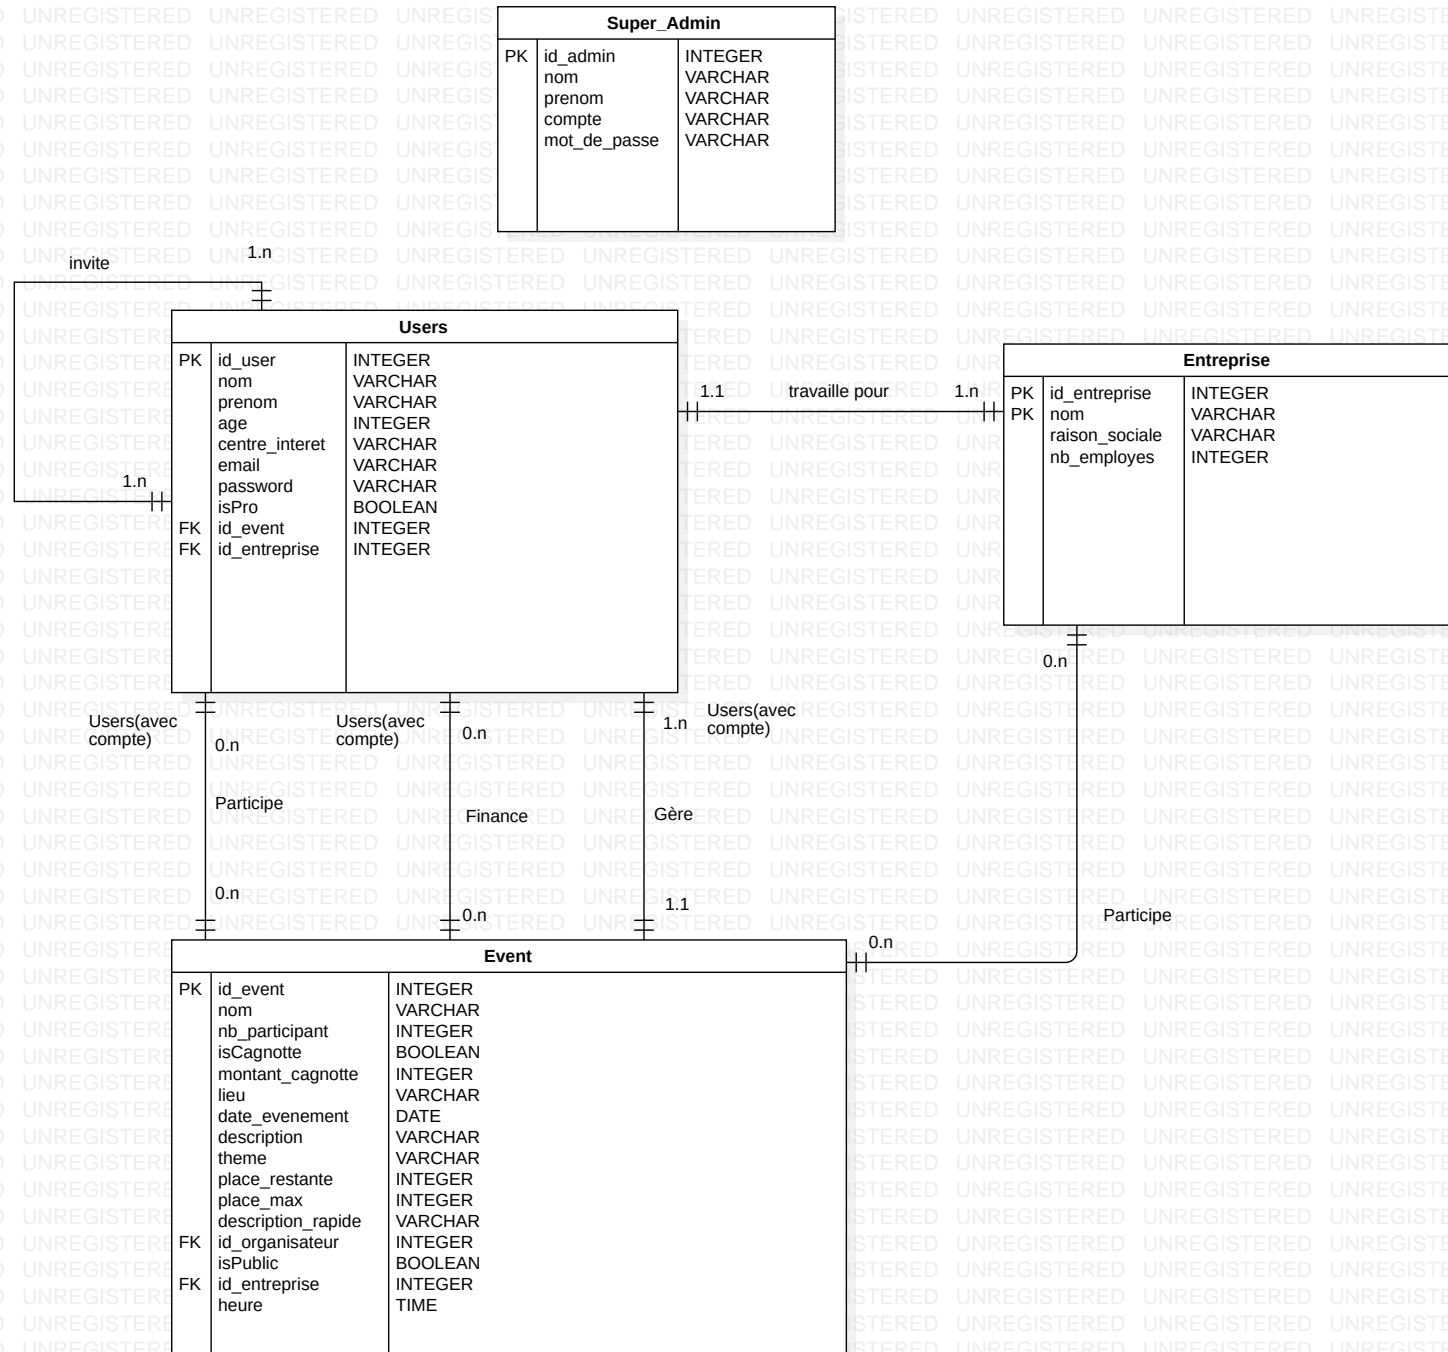 Super_Admin
PK id_admin INTEGER
nom VARCHAR
prenom VARCHAR
compte VARCHAR
mot_de_passe VARCHAR
invite
1.n
Users
PK id_user INTEGER
nom VARCHAR
prenom VARCHAR
age INTEGER
centre_interet VARCHAR
email VARCHAR
password VARCHAR
isPro BOOLEAN
FK id_event INTEGER
FK id_entreprise INTEGER
1.n
1.1 travaille pour 1.n
Entreprise
PK id_entreprise INTEGER
PK nom VARCHAR
raison_sociale VARCHAR
nb_employes INTEGER
0.n
Users(avec
compte)
0.n
Participe
0.n
Users(avec
compte)
0.n
Finance
0.n
1.n
Users(avec
compte)
Gère
1.1
Participe
0.n
Event
PK id_event INTEGER
nom VARCHAR
nb_participant INTEGER
isCagnotte BOOLEAN
montant_cagnotte INTEGER
lieu VARCHAR
date_evenement DATE
description VARCHAR
theme VARCHAR
place_restante INTEGER
place_max INTEGER
description_rapide VARCHAR
FK id_organisateur INTEGER
isPublic BOOLEAN
FK id_entreprise INTEGER
heure TIME
UNREGISTERED